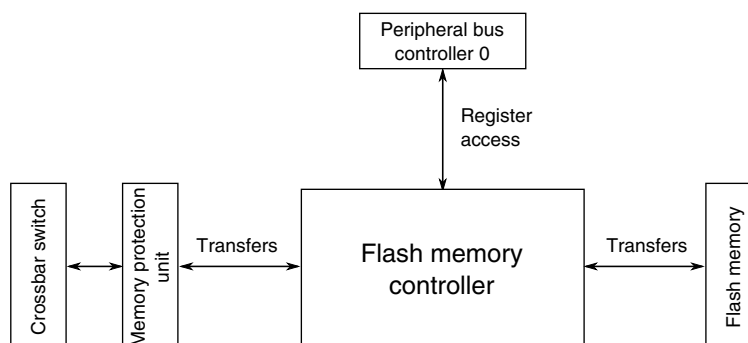 Peripheral bus
controller 0
Register
access
Crossbar switch
Memory protection
unit
Transfers
Flash memory
controller
Transfers
Flash memory